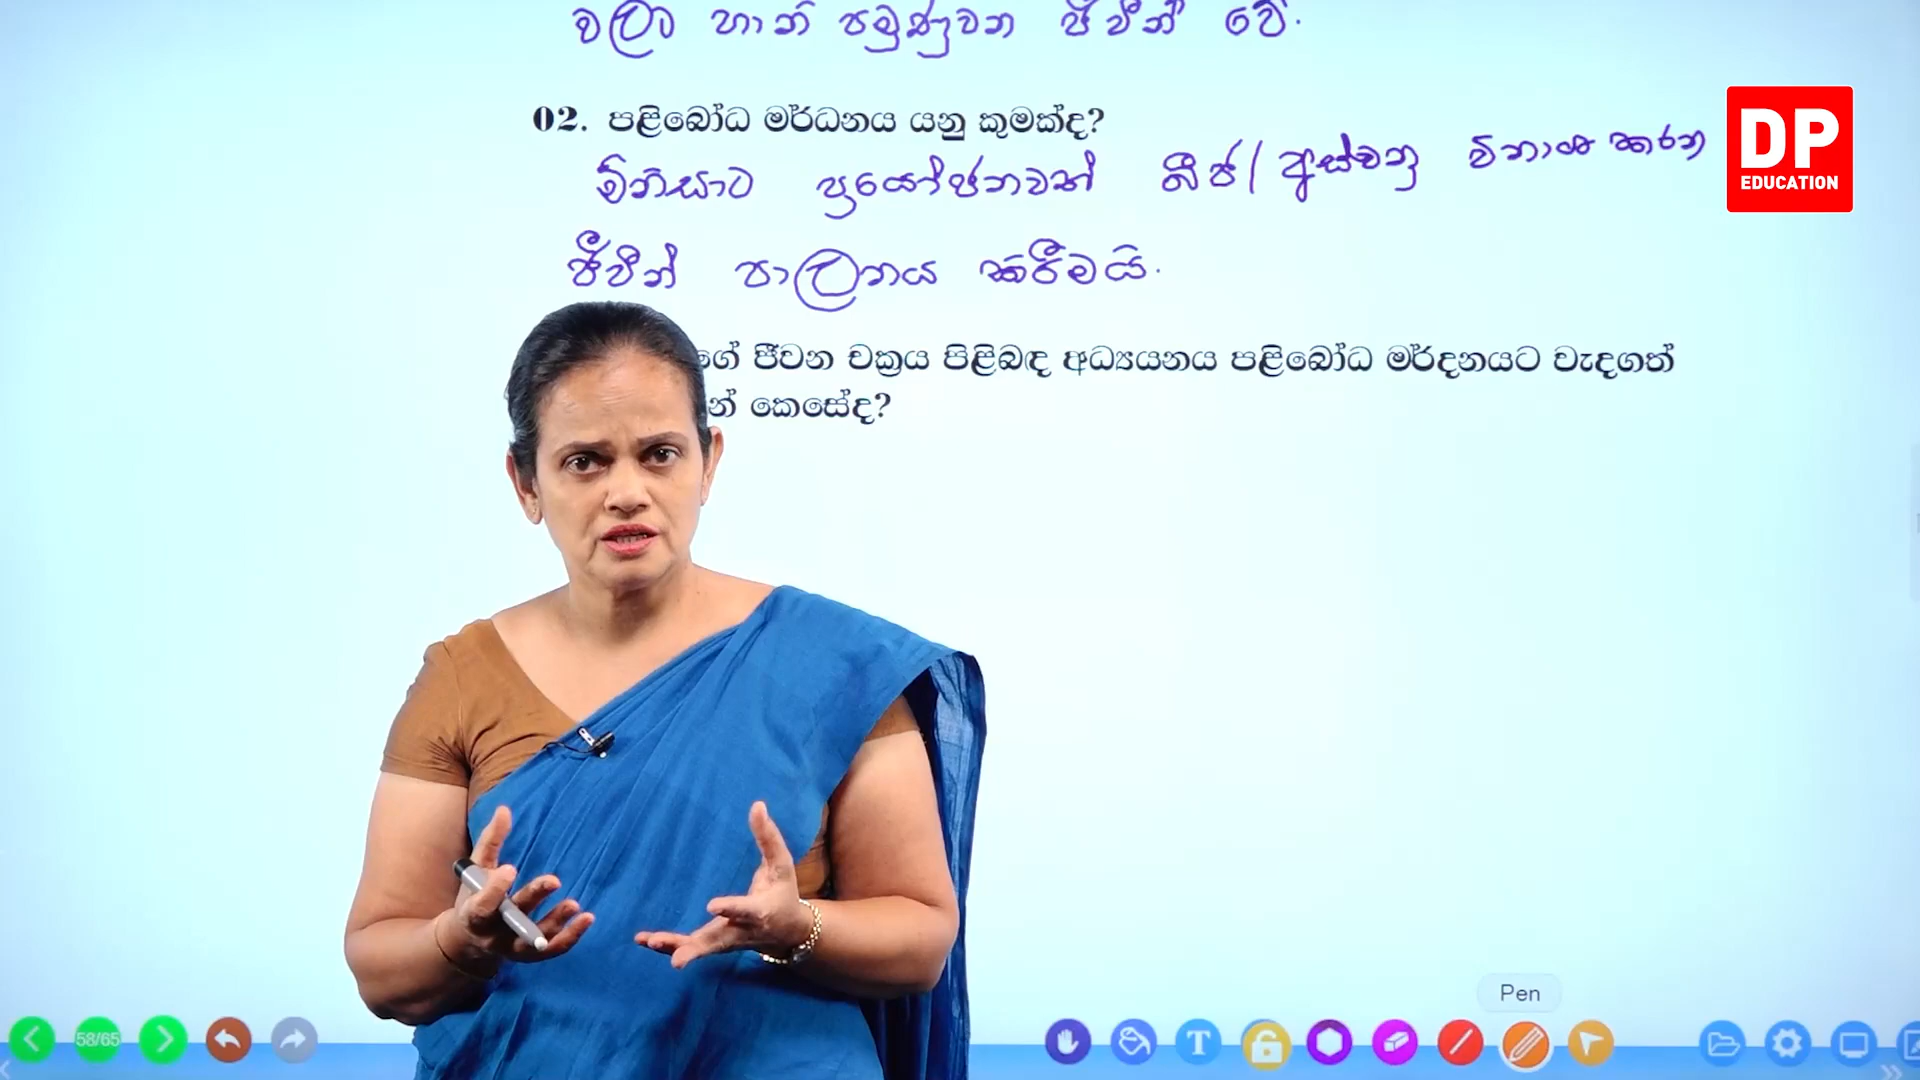 වලට හානි පමුණුවන ජීවීන් වේ.
02. පළිබෝධ මර්ධනය යනු කුමක්ද?
මිනිසාට ප්‍රයෝජනවත් බීජ/ අස්වනු විනාශ කරන
ජීවීන් පාලනය කිරීමයි.
ගේ ජීවන චක්‍රය පිළිබඳ අධ්‍යයනය පළිබෝධ මර්දනයට වැදගත්
න් කෙසේද?
DP
EDUCATION
Pen
58/65
T